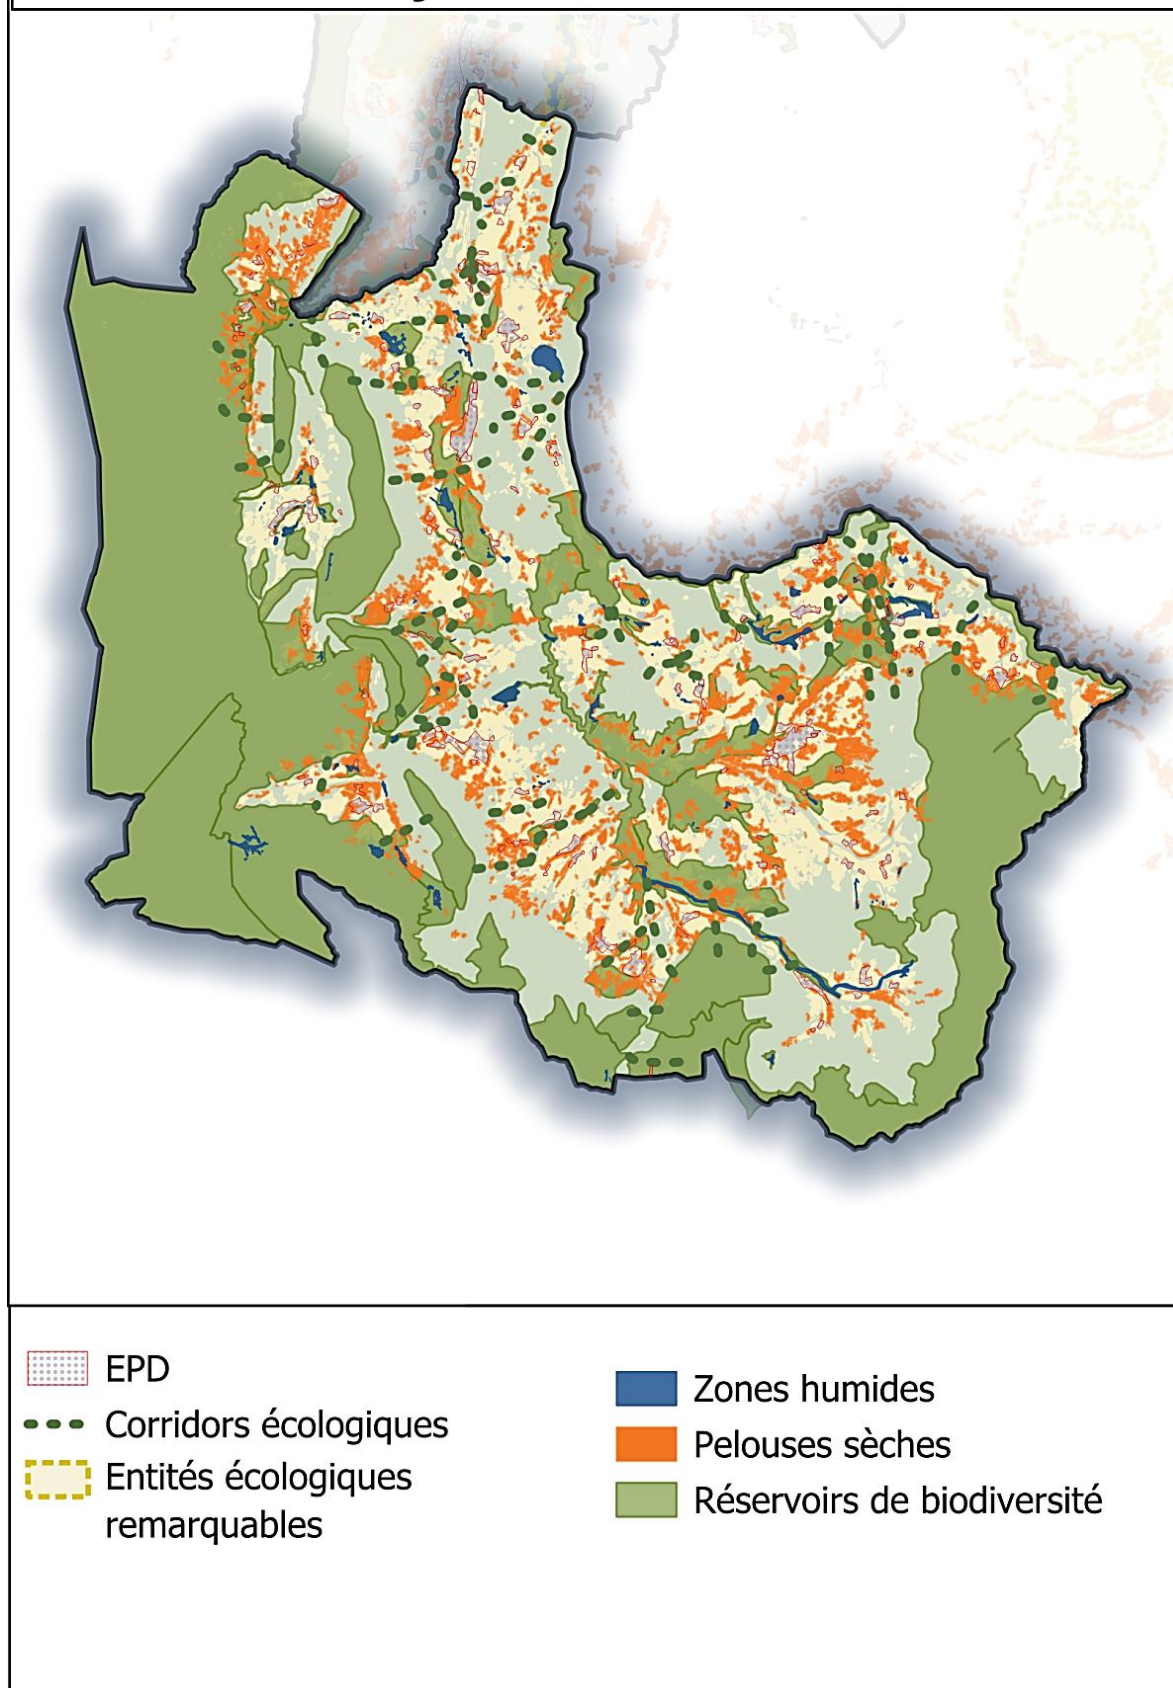 EPD
Corridors écologiques
Entités écologiques
remarquables
Zones humides
Pelouses sèches
Réservoirs de biodiversité